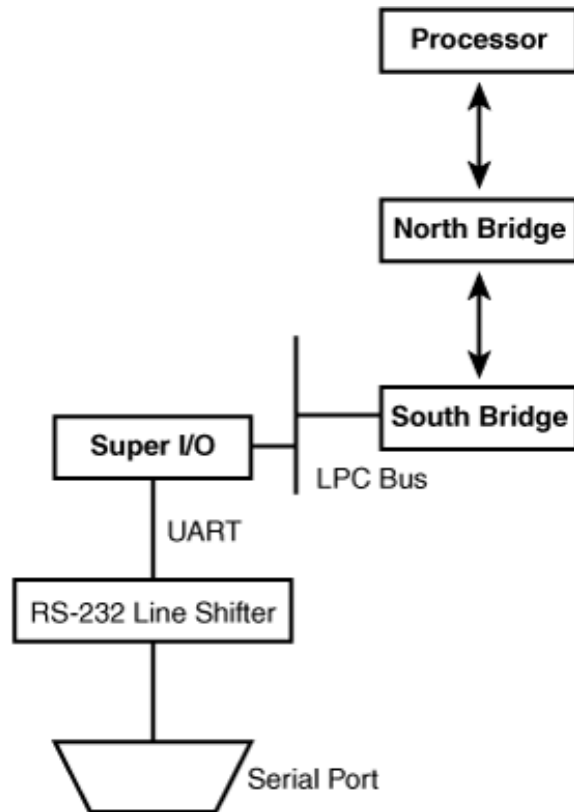 Processor
North Bridge
South Bridge
Super I/O
LPC Bus
UART
RS-232 Line Shifter
Serial Port